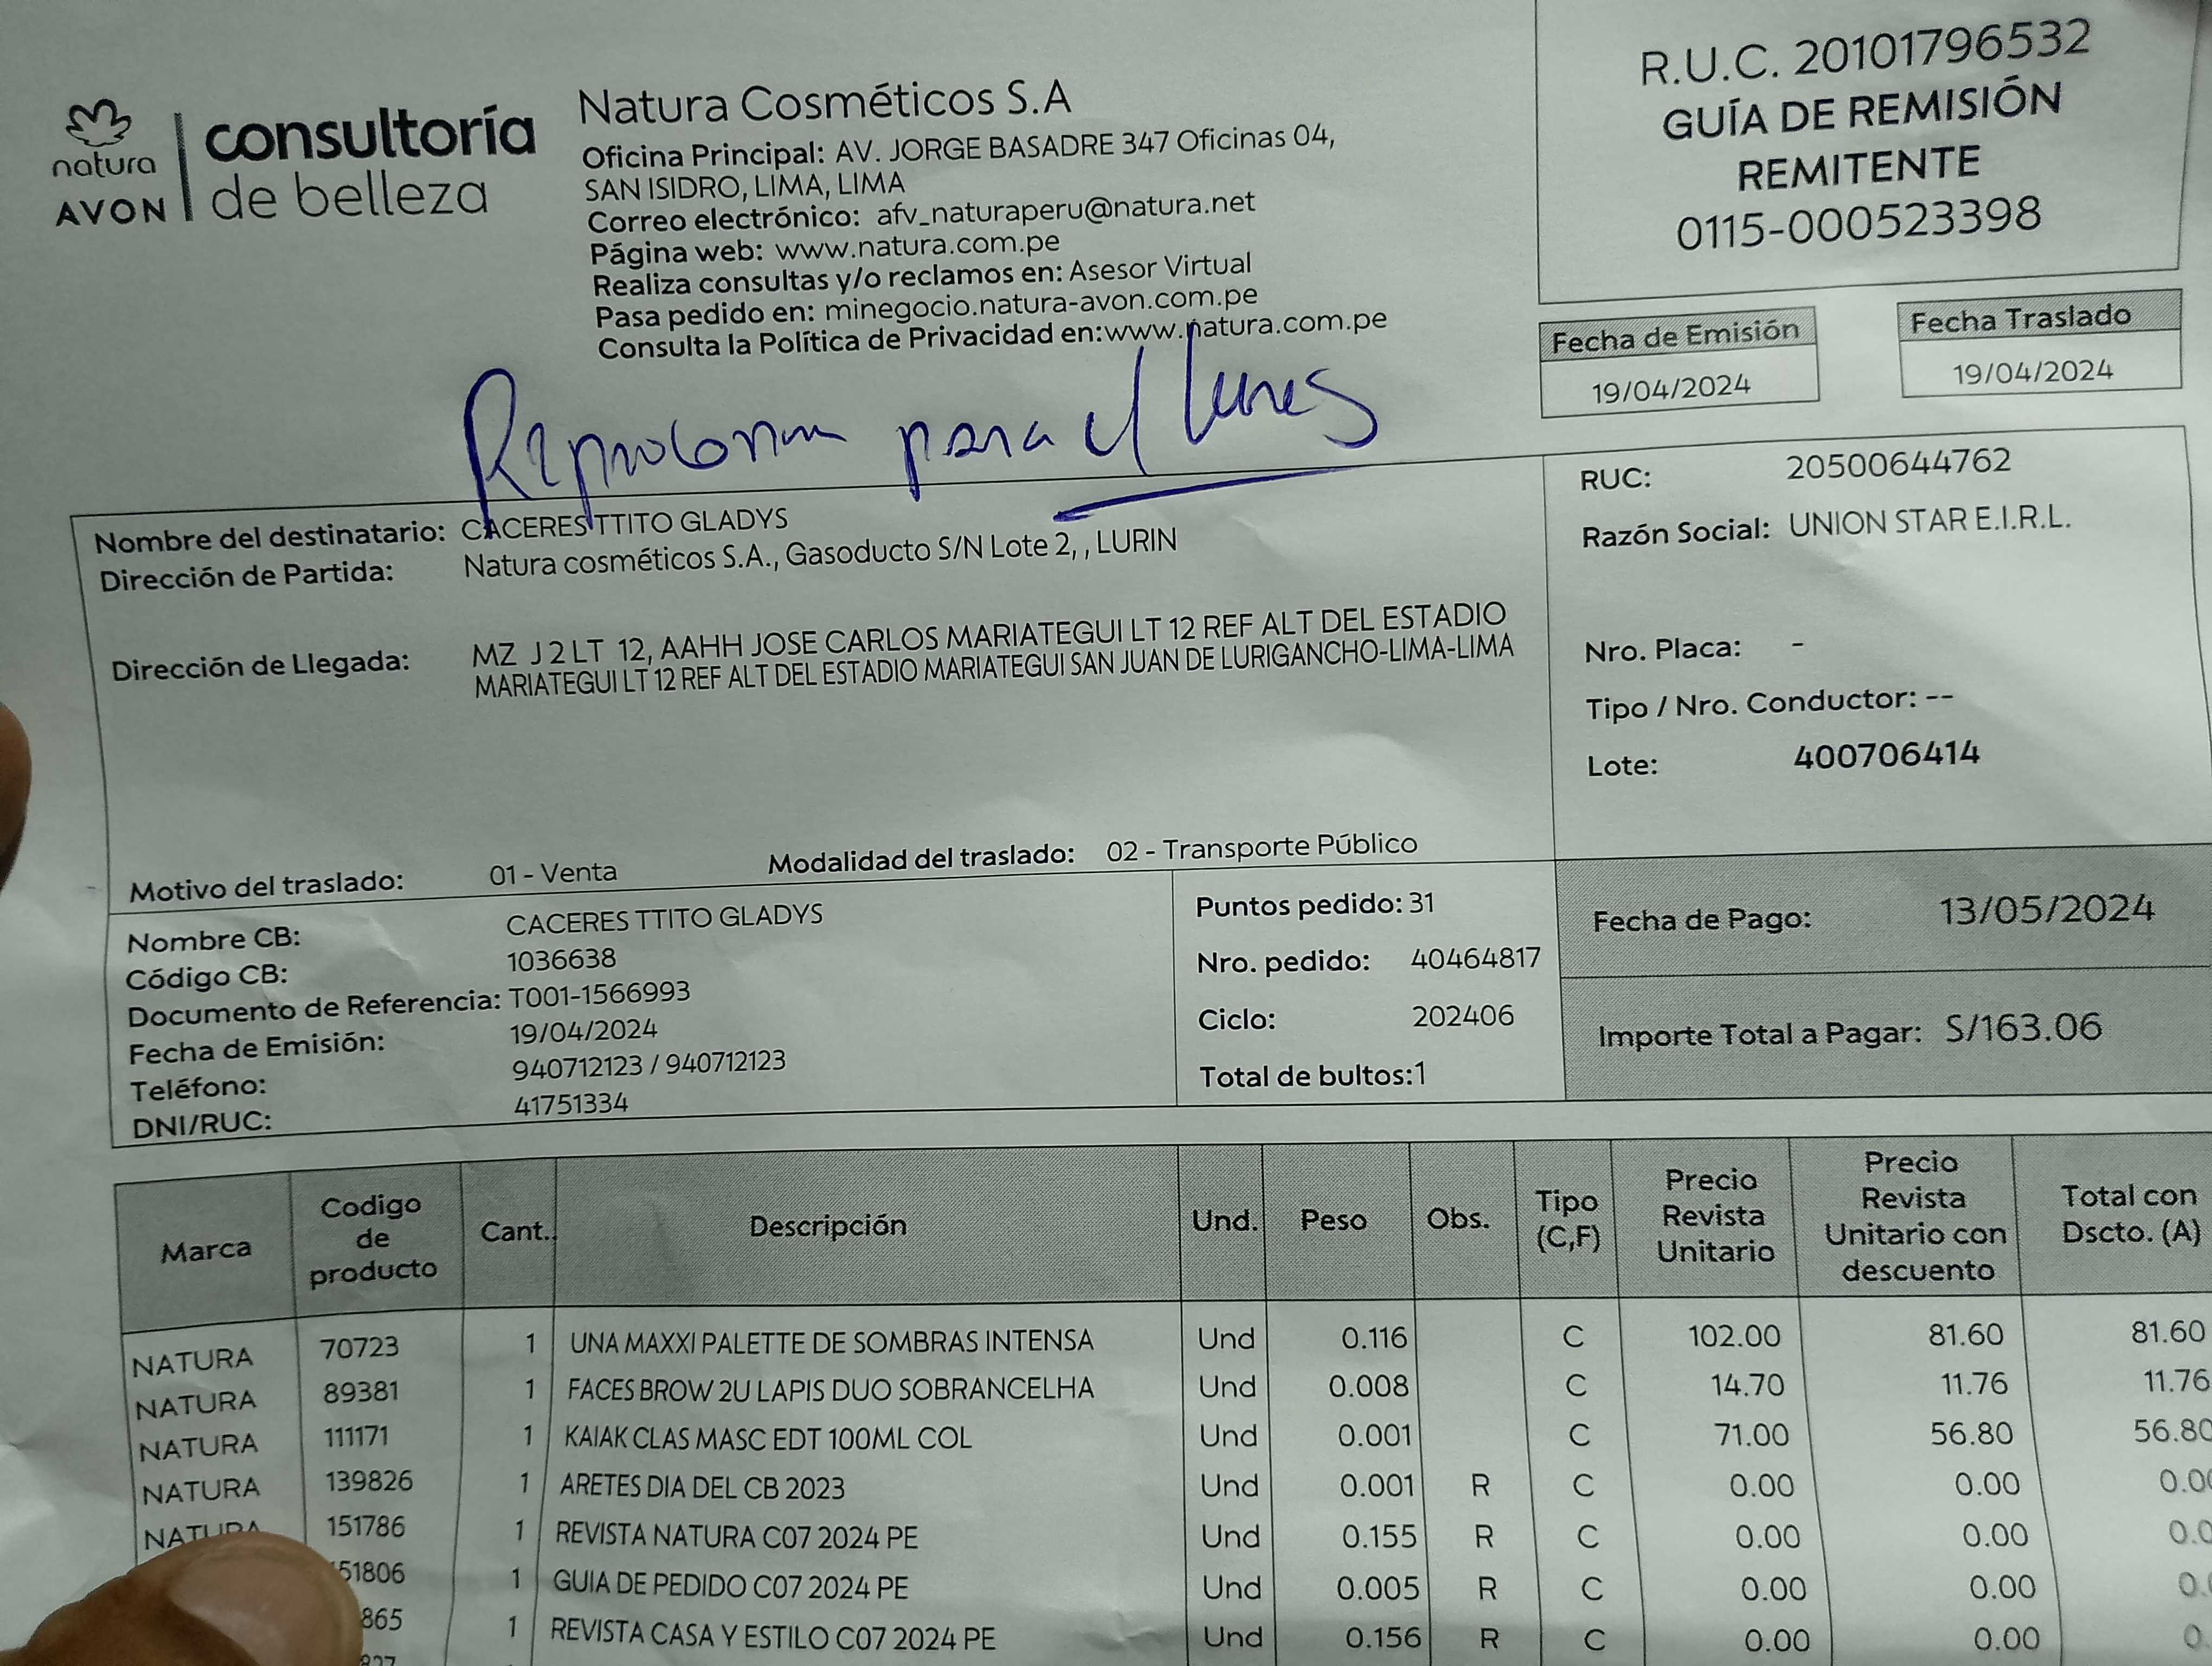 natura
AVON
consultoría
de belleza
Natura Cosméticos S.A
Oficina Principal: AV. JORGE BASADRE 347 Oficinas 04,
SAN ISIDRO, LIMA, LIMA
Correo electrónico: afv_naturaperu@natura.net
Página web: www.natura.com.pe
Realiza consultas y/o reclamos en: Asesor Virtual
Pasa pedido en: minegocio.natura-avon.com.pe
Consulta la Política de Privacidad en:www.natura.com.pe
R.U.C. 20101796532
GUÍA DE REMISIÓN
REMITENTE
0115-000523398
Fecha de Emisión
19/04/2024
Fecha Traslado
19/04/2024
para el lunes
Nombre del destinatario: CACERES TTITO GLADYS
Dirección de Partida: Natura cosméticos S.A., Gasoducto S/N Lote 2, , LURIN
Dirección de Llegada: MZ J 2 LT 12, AAHH JOSE CARLOS MARIATEGUI LT 12 REF ALT DEL ESTADIO
MARIATEGUI LT 12 REF ALT DEL ESTADIO MARIATEGUI SAN JUAN DE LURIGANCHO-LIMA-LIMA
RUC: 20500644762
Razón Social: UNION STAR E.I.R.L.
Nro. Placa: -
Tipo / Nro. Conductor: --
Lote: 400706414
Motivo del traslado: 01 - Venta Modalidad del traslado: 02 - Transporte Público
Nombre CB: CACERES TTITO GLADYS
Código CB: 1036638
Documento de Referencia: T001-1566993
Fecha de Emisión: 19/04/2024
Teléfono: 940712123 / 940712123
DNI/RUC: 41751334
Puntos pedido: 31
Nro. pedido: 40464817
Ciclo: 202406
Total de bultos:1
Fecha de Pago: 13/05/2024
Importe Total a Pagar: S/163.06
Marca Codigo de producto Cant. Descripción Und. Peso Obs. Tipo (C,F) Precio Revista Unitario Precio Revista Unitario con descuento Total con Dscto. (A)
NATURA 70723 1 UNA MAXXI PALETTE DE SOMBRAS INTENSA Und 0.116 C 102.00 81.60 81.60
NATURA 89381 1 FACES BROW 2U LAPIS DUO SOBRANCELHA Und 0.008 C 14.70 11.76 11.76
NATURA 111171 1 KAIAK CLAS MASC EDT 100ML COL Und 0.001 C 71.00 56.80 56.80
NATURA 139826 1 ARETES DIA DEL CB 2023 Und 0.001 R C 0.00 0.00 0.00
NATURA 151786 1 REVISTA NATURA C07 2024 PE Und 0.155 R C 0.00 0.00 0.0
51806 1 GUIA DE PEDIDO C07 2024 PE Und 0.005 R C 0.00 0.00 0.
865 1 REVISTA CASA Y ESTILO C07 2024 PE Und 0.156 R C 0.00 0.00 0.